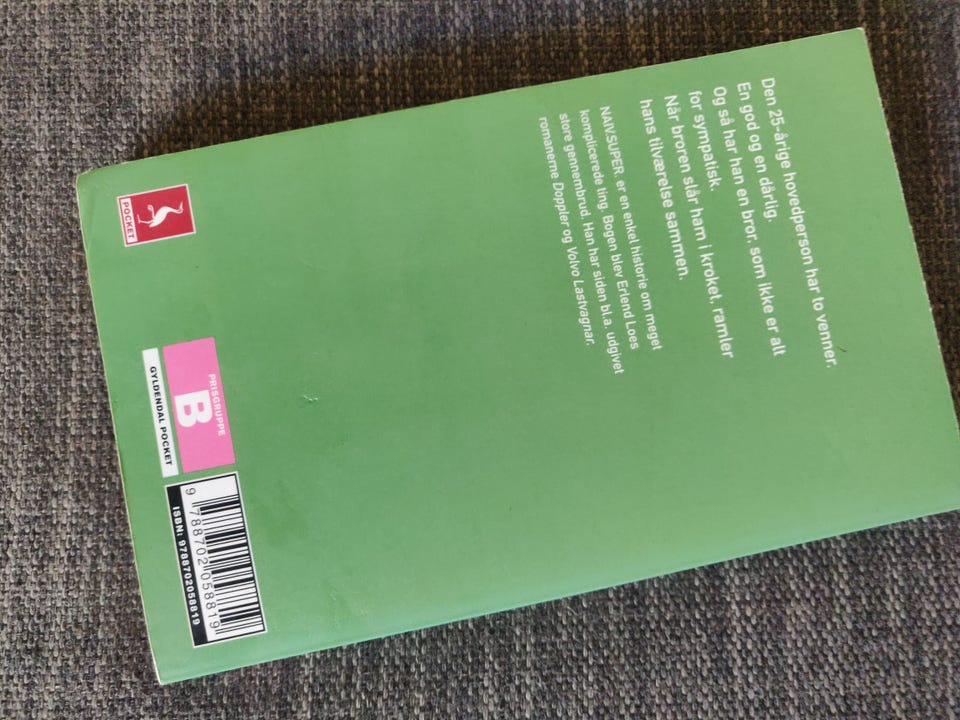 Den 25-årige hovedperson har to venner.
En god og en dårlig.
Og så har han en bror, som ikke er alt
for sympatisk.
Når broren slår ham i kroket, ramler
hans tilværelse sammen.
NAIV.SUPER. er en enkel historie om meget
komplicerede ting. Bogen blev Erlend Loes
store gennembrud. Han har siden bl.a. udgivet
romanerne Doppler og Volvo Lastvagnar.
POCKET
PRISGRUPPE
B
GYLDENDAL POCKET
9 788702 058819
ISBN: 9788702058819